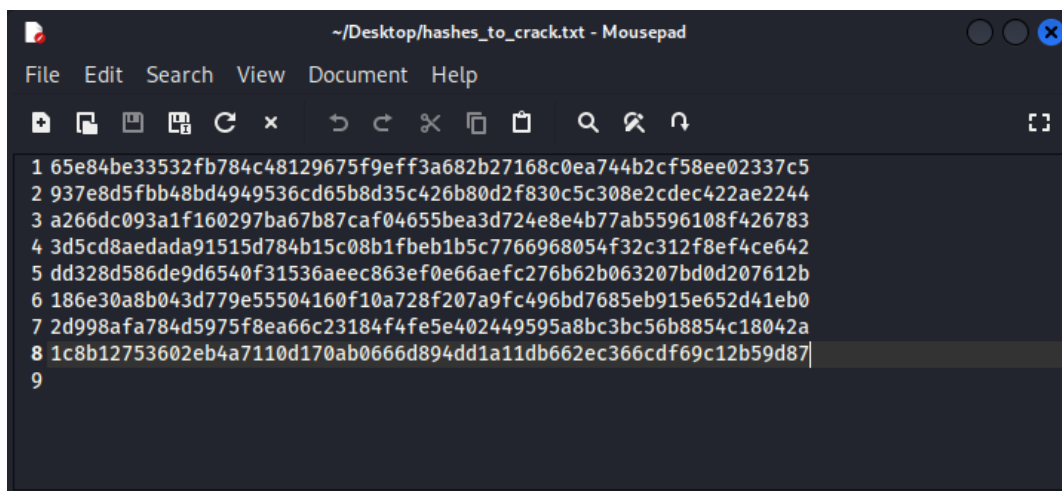 ~/Desktop/hashes_to_crack.txt - Mousepad
File Edit Search View Document Help
1 65e84be33532fb784c48129675f9eff3a682b27168c0ea744b2cf58ee02337c5
2 937e8d5fbb48bd4949536cd65b8d35c426b80d2f830c5c308e2cdec422ae2244
3 a266dc093a1f160297ba67b87caf04655bea3d724e8e4b77ab5596108f426783
4 3d5cd8aedada91515d784b15c08b1fbeb1b5c7766968054f32c312f8ef4ce642
5 dd328d586de9d6540f31536aeec863ef0e66aefc276b62b063207bd0d207612b
6 186e30a8b043d779e55504160f10a728f207a9fc496bd7685eb915e652d41eb0
7 2d998afa784d5975f8ea66c23184f4fe5e402449595a8bc3bc56b8854c18042a
8 1c8b12753602eb4a7110d170ab0666d894dd1a11db662ec366cdf69c12b59d87
9